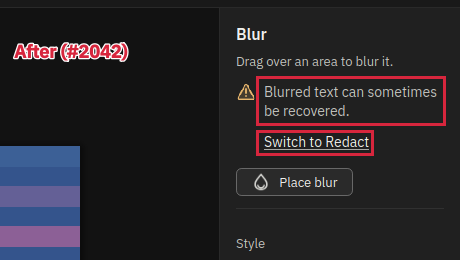 After (#2042)
Blur
Drag over an area to blur it.
Blurred text can sometimes
be recovered.
Switch to Redact
Place blur
Style